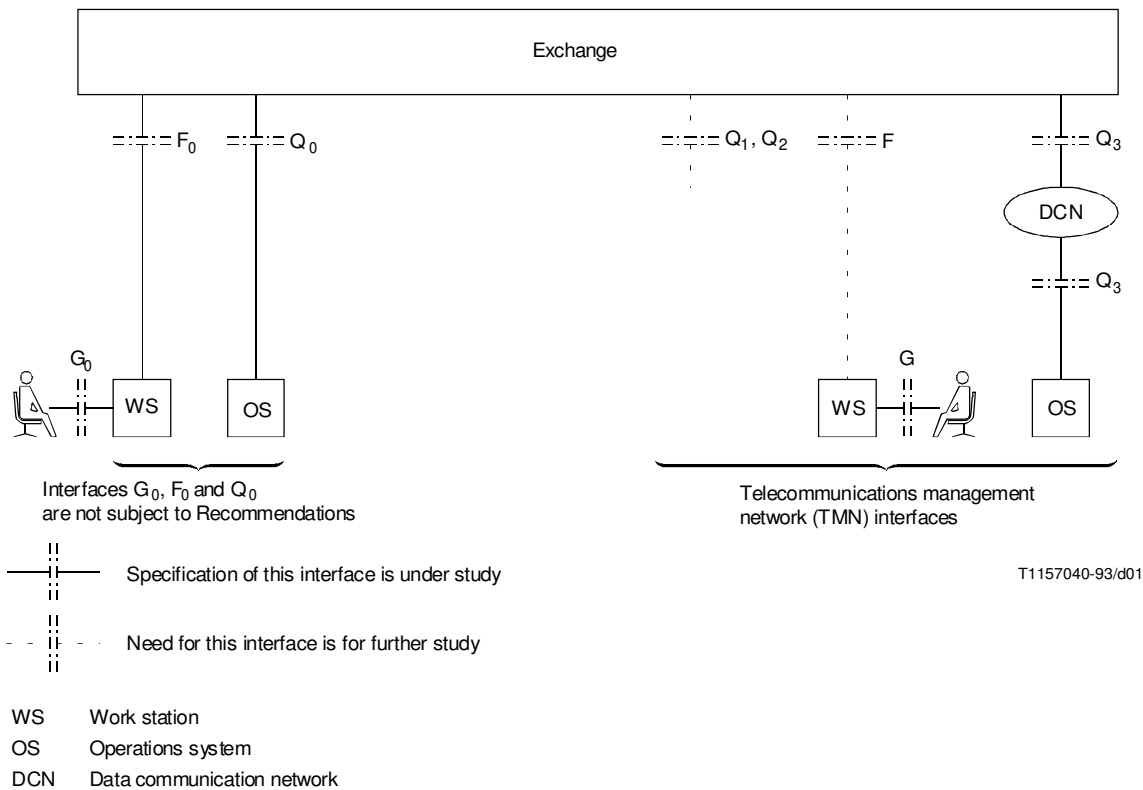 Exchange
F0
Q0
Q1, Q2
F
Q3
DCN
Q3
G0
G
WS
OS
WS
OS
Interfaces G0, F0 and Q0
are not subject to Recommendations
Telecommunications management
network (TMN) interfaces
Specification of this interface is under study
T1157040-93/d01
Need for this interface is for further study
WS Work station
OS Operations system
DCN Data communication network